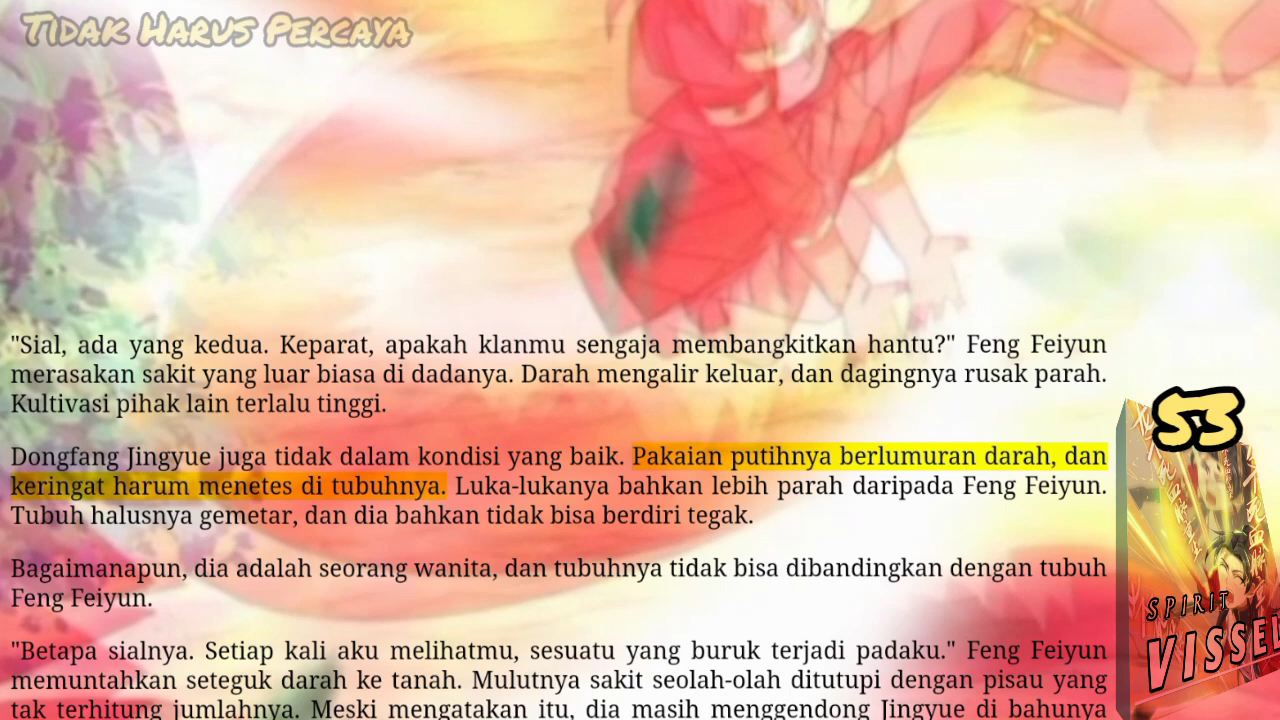 Tidak Harus Percaya
"Sial, ada yang kedua. Keparat, apakah klanmu sengaja membangkitkan hantu?" Feng Feiyun
merasakan sakit yang luar biasa di dadanya. Darah mengalir keluar, dan dagingnya rusak parah.
Kultivasi pihak lain terlalu tinggi.
Dongfang Jingyue juga tidak dalam kondisi yang baik. Pakaian putihnya berlumuran darah, dan
keringat harum menetes di tubuhnya. Luka-lukanya bahkan lebih parah daripada Feng Feiyun.
Tubuh halusnya gemetar, dan dia bahkan tidak bisa berdiri tegak.
Bagaimanapun, dia adalah seorang wanita, dan tubuhnya tidak bisa dibandingkan dengan tubuh
Feng Feiyun.
"Betapa sialnya. Setiap kali aku melihatmu, sesuatu yang buruk terjadi padaku." Feng Feiyun
memuntahkan seteguk darah ke tanah. Mulutnya sakit seolah-olah ditutupi dengan pisau yang
tak terhitung jumlahnya. Meski mengatakan itu, dia masih menggendong Jingyue di bahunya
53
SPIRIT
VISSEL